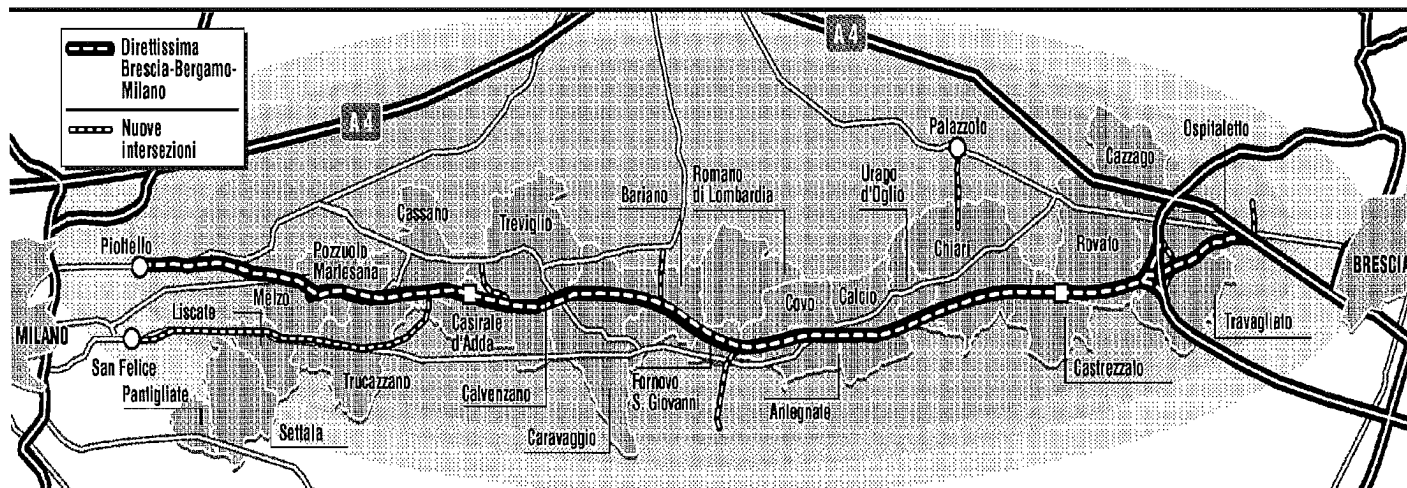 Direttissima
Brescia-Bergamo-
Milano
Nuove
intersezioni
A4
A4
Palazzolo
Ospitaletto
Cazzago
Bariano
Romano
di Lombardia
Urago
d'Oglio
Cassano
Treviglio
Pioltello
Pozzuolo
Martesana
Chiari
Rovato
BRESCIA
Melzo
Liscate
Covo
Calcio
MILANO
Casirate
d'Adda
Travagliato
San Felice
Pantigliate
Trucazzano
Calvenzano
Fornovo
S. Giovanni
Antegnate
Castrezzato
Settala
Caravaggio